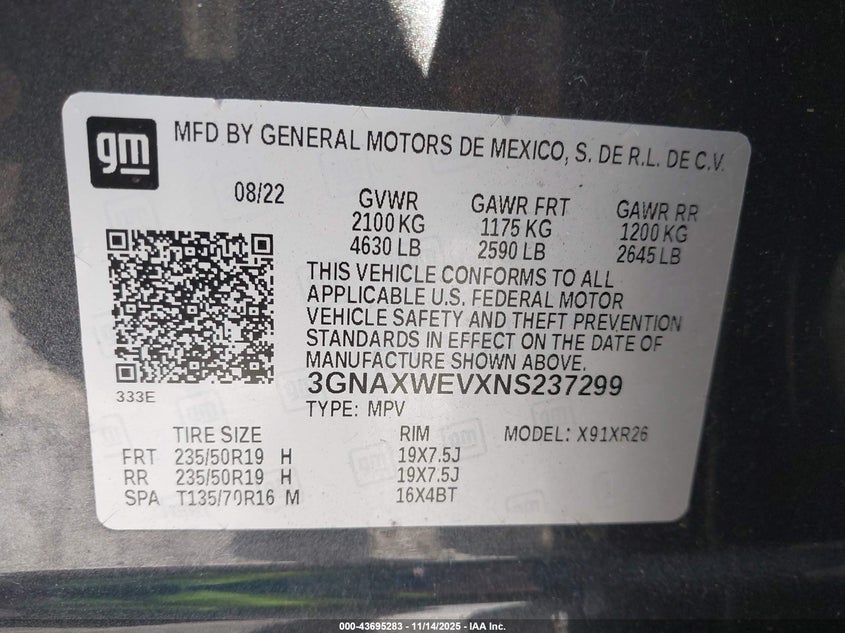 gm
MFD BY GENERAL MOTORS DE MEXICO, S. DE R.L. DE C.V.
08/22
GVWR GAWR FRT GAWR RR
2100 KG 1175 KG 1200 KG
4630 LB 2590 LB 2645 LB
THIS VEHICLE CONFORMS TO ALL
APPLICABLE U.S. FEDERAL MOTOR
VEHICLE SAFETY AND THEFT PREVENTION
STANDARDS IN EFFECT ON THE DATE OF
MANUFACTURE SHOWN ABOVE.
333E
3GNAXWEVXNS237299
TYPE: MPV
TIRE SIZE RIM MODEL: X91XR26
FRT 235/50R19 H 19X7.5J
RR 235/50R19 H 19X7.5J
SPA T135/70R16 M 16X4BT
000-43695283 - 11/14/2025 - IAA Inc.